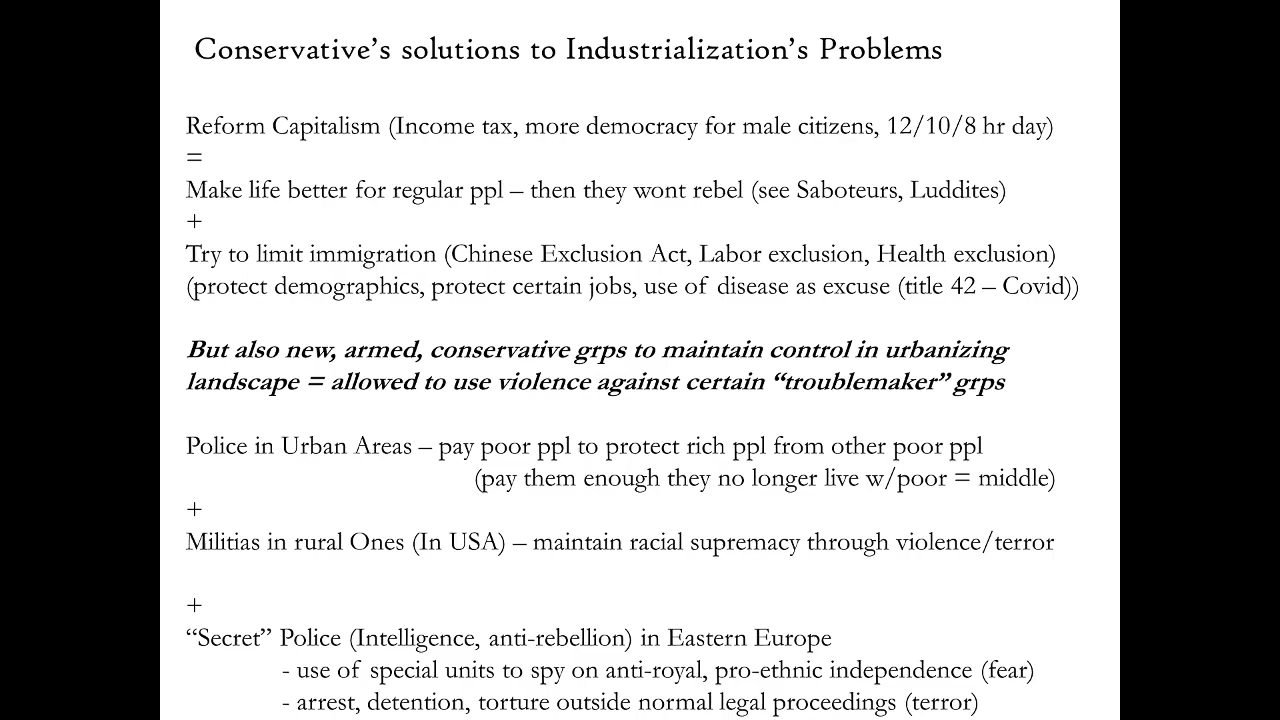 Conservative's solutions to Industrialization's Problems
Reform Capitalism (Income tax, more democracy for male citizens, 12/10/8 hr day)
=
Make life better for regular ppl – then they wont rebel (see Saboteurs, Luddites)
+
Try to limit immigration (Chinese Exclusion Act, Labor exclusion, Health exclusion)
(protect demographics, protect certain jobs, use of disease as excuse (title 42 – Covid))
But also new, armed, conservative grps to maintain control in urbanizing
landscape = allowed to use violence against certain “troublemaker” grps
Police in Urban Areas – pay poor ppl to protect rich ppl from other poor ppl
(pay them enough they no longer live w/poor = middle)
+
Militias in rural Ones (In USA) – maintain racial supremacy through violence/terror
+
“Secret” Police (Intelligence, anti-rebellion) in Eastern Europe
- use of special units to spy on anti-royal, pro-ethnic independence (fear)
- arrest, detention, torture outside normal legal proceedings (terror)